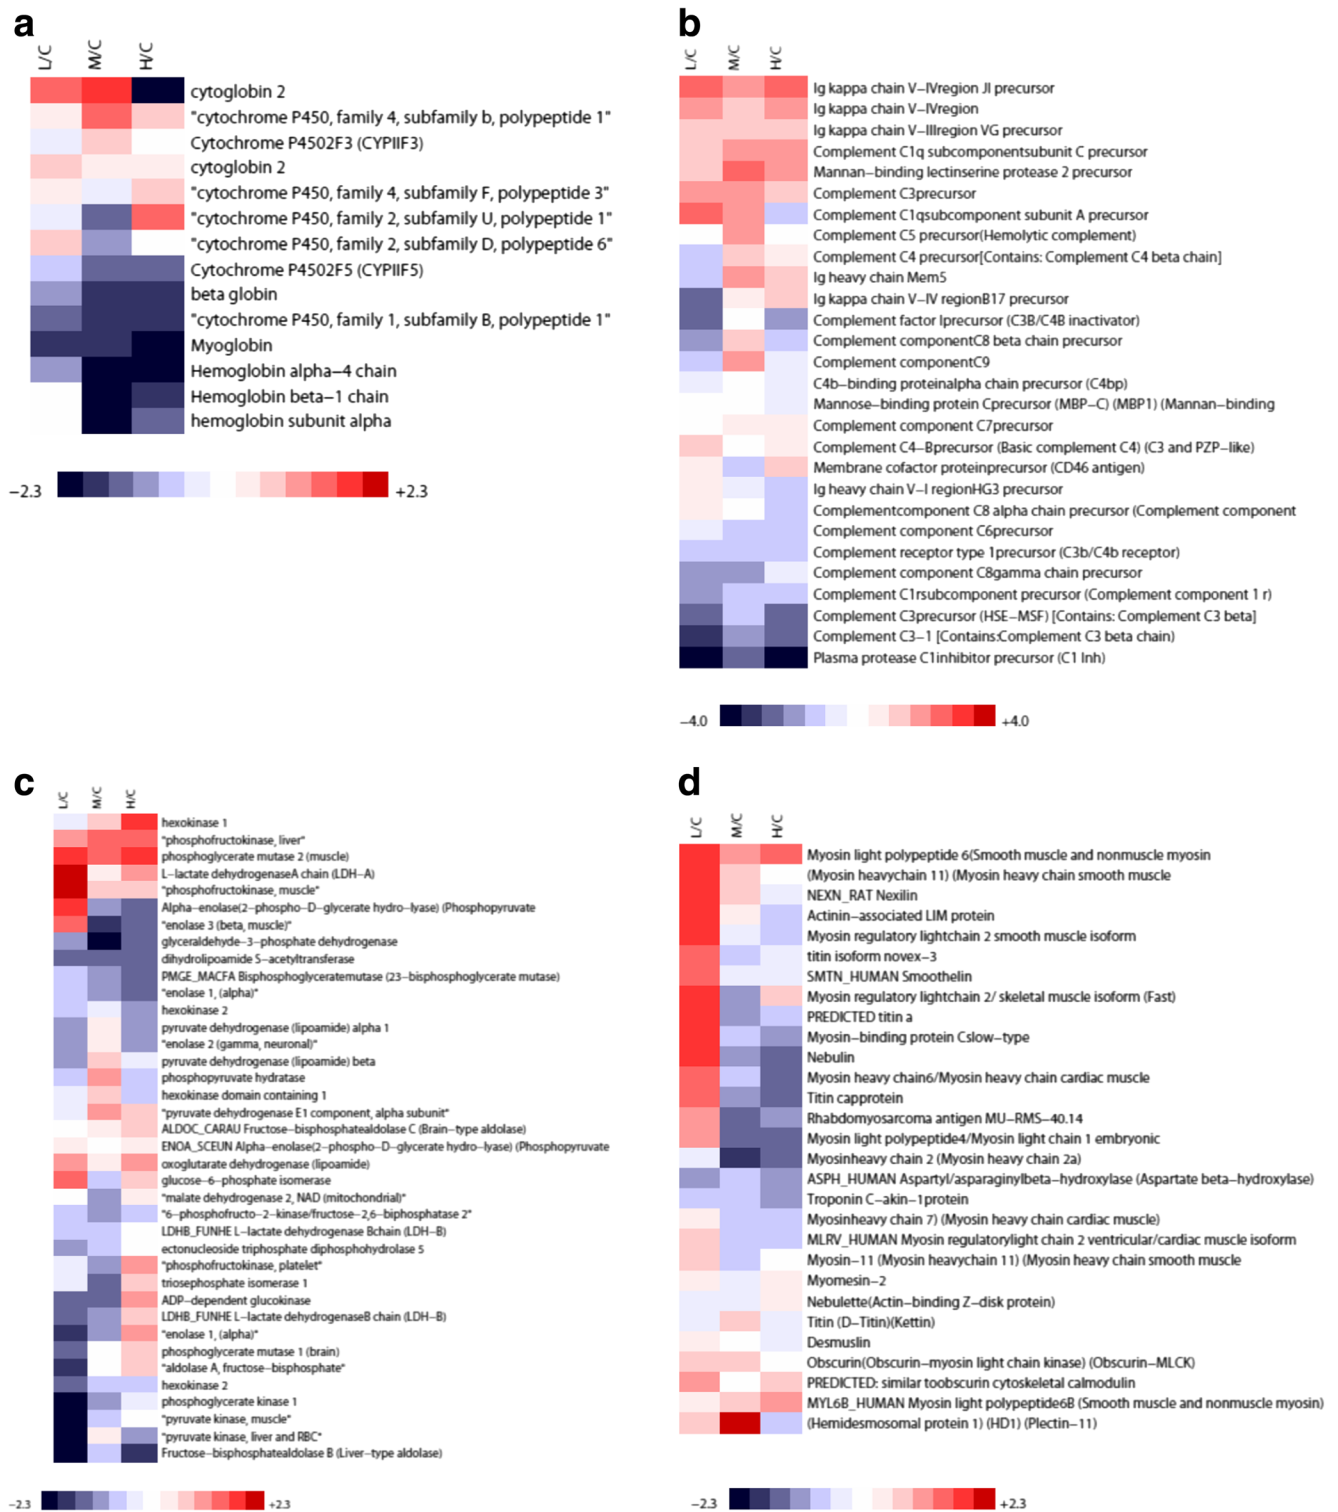 a
L/C
M/C
H/C
cytoglobin 2
"cytochrome P450, family 4, subfamily b, polypeptide 1"
Cytochrome P4502F3 (CYPIIF3)
cytoglobin 2
"cytochrome P450, family 4, subfamily F, polypeptide 3"
"cytochrome P450, family 2, subfamily U, polypeptide 1"
"cytochrome P450, family 2, subfamily D, polypeptide 6"
Cytochrome P4502F5 (CYPIIF5)
beta globin
"cytochrome P450, family 1, subfamily B, polypeptide 1"
Myoglobin
Hemoglobin alpha−4 chain
Hemoglobin beta−1 chain
hemoglobin subunit alpha
−2.3
+2.3
b
L/C
M/C
H/C
Ig kappa chain V−IVregion JI precursor
Ig kappa chain V−IVregion
Ig kappa chain V−IIIregion VG precursor
Complement C1q subcomponentsubunit C precursor
Mannan−binding lectinserine protease 2 precursor
Complement C3precursor
Complement C1qsubcomponent subunit A precursor
Complement C5 precursor(Hemolytic complement)
Complement C4 precursor[Contains: Complement C4 beta chain]
Ig heavy chain Mem5
Ig kappa chain V−IV regionB17 precursor
Complement factor Iprecursor (C3B/C4B inactivator)
Complement componentC8 beta chain precursor
Complement componentC9
C4b−binding proteinalpha chain precursor (C4bp)
Mannose−binding protein Cprecursor (MBP−C) (MBP1) (Mannan−binding
Complement component C7precursor
Complement C4−Bprecursor (Basic complement C4) (C3 and PZP−like)
Membrane cofactor proteinprecursor (CD46 antigen)
Ig heavy chain V−I regionHG3 precursor
Complementcomponent C8 alpha chain precursor (Complement component
Complement component C6precursor
Complement receptor type 1precursor (C3b/C4b receptor)
Complement component C8gamma chain precursor
Complement C1rsubcomponent precursor (Complement component 1 r)
Complement C3precursor (HSE−MSF) [Contains: Complement C3 beta]
Complement C3−1 [Contains:Complement C3 beta chain)
Plasma protease C1inhibitor precursor (C1 Inh)
−4.0
+4.0
c
L/C
M/C
H/C
hexokinase 1
"phosphofructokinase, liver"
phosphoglycerate mutase 2 (muscle)
L−lactate dehydrogenaseA chain (LDH−A)
"phosphofructokinase, muscle"
Alpha−enolase(2−phospho−D−glycerate hydro−lyase) (Phosphopyruvate
"enolase 3 (beta, muscle)"
glyceraldehyde−3−phosphate dehydrogenase
dihydrolipoamide S−acetyltransferase
PMGE_MACFA Bisphosphoglyceratemutase (23−bisphosphoglycerate mutase)
"enolase 1, (alpha)"
hexokinase 2
pyruvate dehydrogenase (lipoamide) alpha 1
"enolase 2 (gamma, neuronal)"
pyruvate dehydrogenase (lipoamide) beta
phosphopyruvate hydratase
hexokinase domain containing 1
"pyruvate dehydrogenase E1 component, alpha subunit"
ALDOC_CARAU Fructose−bisphosphatealdolase C (Brain−type aldolase)
ENOA_SCEUN Alpha−enolase(2−phospho−D−glycerate hydro−lyase) (Phosphopyruvate
oxoglutarate dehydrogenase (lipoamide)
glucose−6−phosphate isomerase
"malate dehydrogenase 2, NAD (mitochondrial)"
"6−phosphofructo−2−kinase/fructose−2,6−biphosphatase 2"
LDHB_FUNHE L−lactate dehydrogenase Bchain (LDH−B)
ectonucleoside triphosphate diphosphohydrolase 5
"phosphofructokinase, platelet"
triosephosphate isomerase 1
ADP−dependent glucokinase
LDHB_FUNHE L−lactate dehydrogenaseB chain (LDH−B)
"enolase 1, (alpha)"
phosphoglycerate mutase 1 (brain)
"aldolase A, fructose−bisphosphate"
hexokinase 2
phosphoglycerate kinase 1
"pyruvate kinase, muscle"
"pyruvate kinase, liver and RBC"
Fructose−bisphosphatealdolase B (Liver−type aldolase)
−2.3
+2.3
d
L/C
M/C
H/C
Myosin light polypeptide 6(Smooth muscle and nonmuscle myosin
(Myosin heavychain 11) (Myosin heavy chain smooth muscle
NEXN_RAT Nexilin
Actinin−associated LIM protein
Myosin regulatory lightchain 2 smooth muscle isoform
titin isoform novex−3
SMTN_HUMAN Smoothelin
Myosin regulatory lightchain 2/ skeletal muscle isoform (Fast)
PREDICTED titin a
Myosin−binding protein Cslow−type
Nebulin
Myosin heavy chain6/Myosin heavy chain cardiac muscle
Titin capprotein
Rhabdomyosarcoma antigen MU−RMS−40.14
Myosin light polypeptide4/Myosin light chain 1 embryonic
Myosinheavy chain 2 (Myosin heavy chain 2a)
ASPH_HUMAN Aspartyl/asparaginylbeta−hydroxylase (Aspartate beta−hydroxylase)
Troponin C−akin−1protein
Myosinheavy chain 7) (Myosin heavy chain cardiac muscle)
MLRV_HUMAN Myosin regulatorylight chain 2 ventricular/cardiac muscle isoform
Myosin−11 (Myosin heavychain 11) (Myosin heavy chain smooth muscle
Myomesin−2
Nebulette(Actin−binding Z−disk protein)
Titin (D−Titin)(Kettin)
Desmuslin
Obscurin(Obscurin−myosin light chain kinase) (Obscurin−MLCK)
PREDICTED: similar toobscurin cytoskeletal calmodulin
MYL6B_HUMAN Myosin light polypeptide6B (Smooth muscle and nonmuscle myosin)
(Hemidesmosomal protein 1) (HD1) (Plectin−11)
−2.3
+2.3